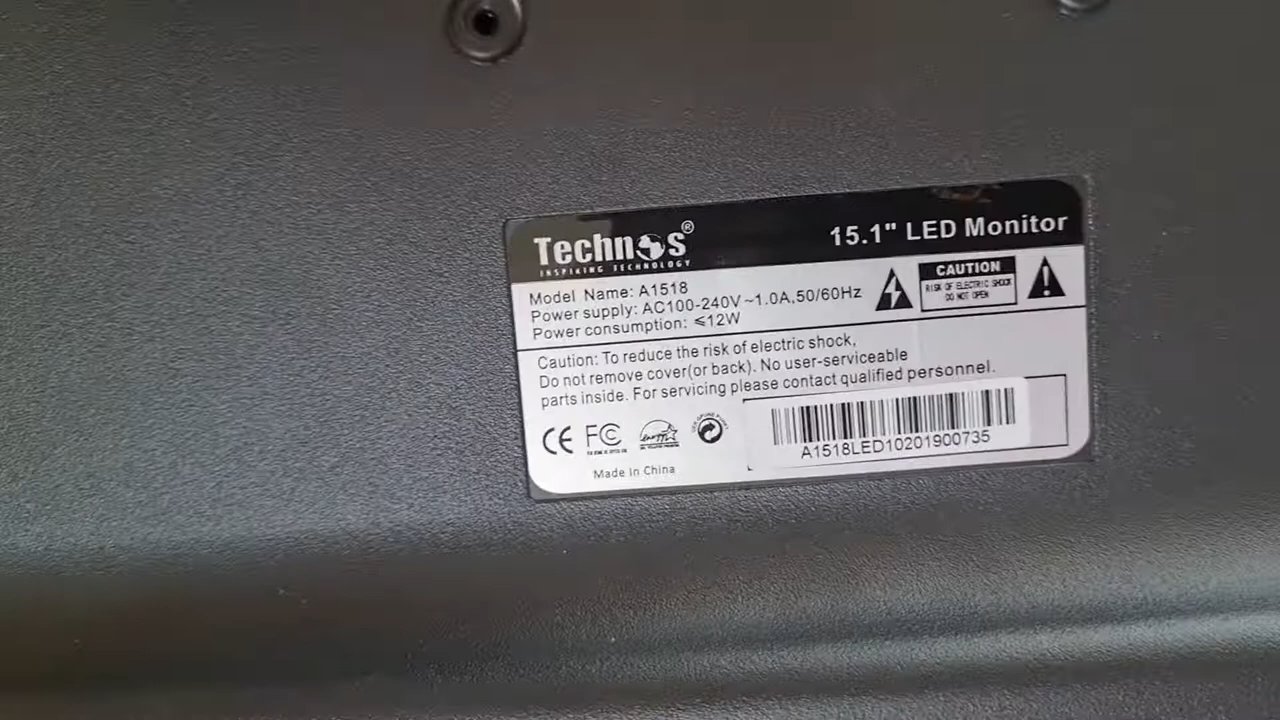 Technos®
INSPIRING TECHNOLOGY
15.1" LED Monitor
Model Name: A1518
Power supply: AC100-240V~1.0A,50/60Hz
Power consumption: ⩽12W
CAUTION
RISK OF ELECTRIC SHOCK
DO NOT OPEN
Caution: To reduce the risk of electric shock,
Do not remove cover(or back). No user-serviceable
parts inside. For servicing please contact qualified personnel.
CE FC
A1518LED10201900735
Made In China